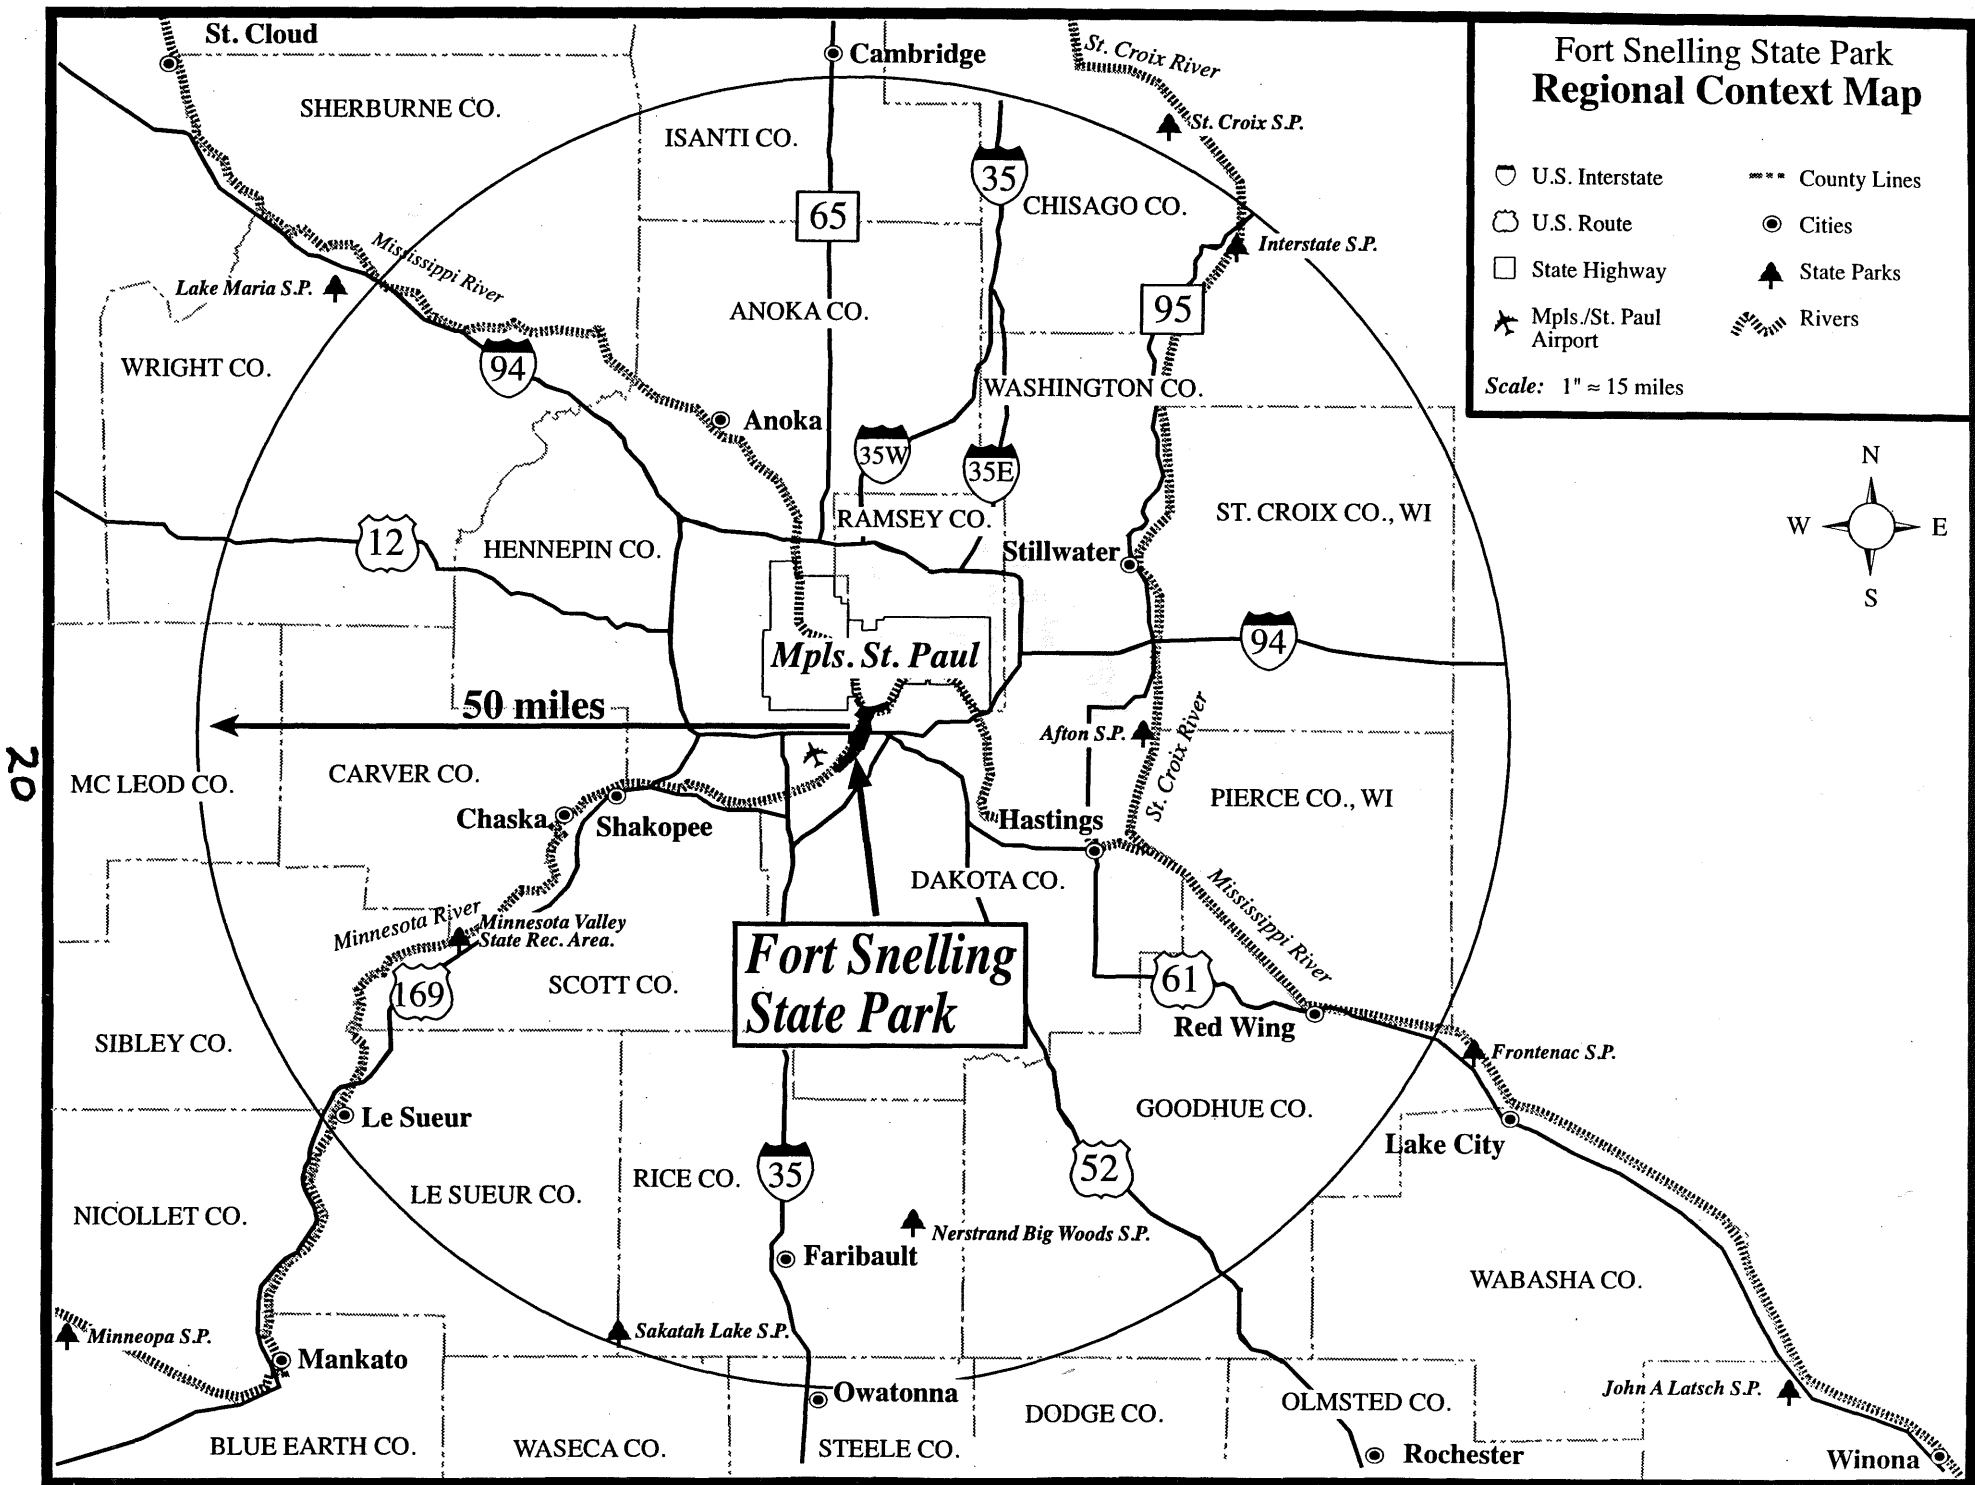 St. Cloud
Cambridge
St. Croix River
Fort Snelling State Park
Regional Context Map
SHERBURNE CO.
ISANTI CO.
St. Croix S.P.
35
U.S. Interstate
County Lines
CHISAGO CO.
65
U.S. Route
Cities
Mississippi River
Interstate S.P.
State Highway
State Parks
Lake Maria S.P.
ANOKA CO.
95
Mpls./St. Paul
Airport
Rivers
WRIGHT CO.
94
WASHINGTON CO.
Scale: 1" ≈ 15 miles
Anoka
35W
35E
N
W
E
S
12
HENNEPIN CO.
RAMSEY CO.
ST. CROIX CO., WI
Stillwater
94
Mpls. St. Paul
50 miles
Afton S.P.
St. Croix River
20
MC LEOD CO.
CARVER CO.
PIERCE CO., WI
Chaska
Shakopee
Hastings
DAKOTA CO.
Mississippi River
Minnesota River
Minnesota Valley
State Rec. Area.
169
SCOTT CO.
Fort Snelling
State Park
61
Red Wing
SIBLEY CO.
Frontenac S.P.
Le Sueur
GOODHUE CO.
Lake City
35
52
RICE CO.
LE SUEUR CO.
NICOLLET CO.
Nerstrand Big Woods S.P.
Faribault
WABASHA CO.
Minneopa S.P.
Sakatah Lake S.P.
Mankato
Owatonna
John A Latsch S.P.
DODGE CO.
OLMSTED CO.
BLUE EARTH CO.
WASECA CO.
STEELE CO.
Rochester
Winona